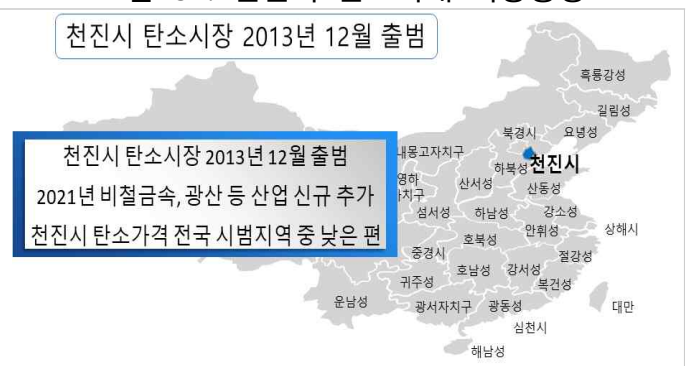 천진시 탄소시장 2013년 12월 출범
흑룡강성
길림성
북경시
요녕성
천진시 탄소시장 2013년 12월 출범
2021년 비철금속, 광산 등 산업 신규 추가
천진시 탄소가격 전국 시범지역 중 낮은 편
내몽고자치구
하북성
천진시
영하
자치구
산서성
산동성
섬서성
하남성
강소성
안휘성
상해시
호북성
중경시
절강성
호남성
강서성
귀주성
복건성
운남성
광서자치구
광동성
대만
심천시
해남성